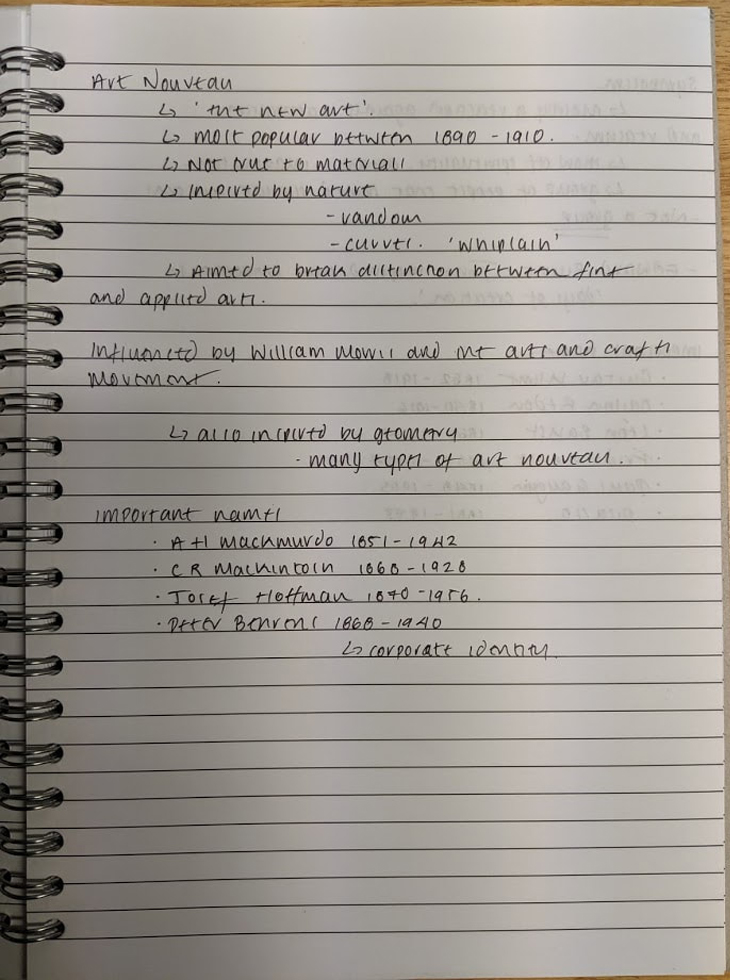 Art Nouveau
↳ 'the new art'.
↳ most popular between 1890 - 1910.
↳ Not true to materials
↳ Inspired by nature
- random
- curves. 'whiplash'
↳ Aimed to break distinction between fine
and applied arts.
Influenced by William Morris and the arts and crafts
movement.
↳ also inspired by geometry
· many types of art nouveau.
Important names
· A H Mackmurdo 1851 - 1942
· C R Mackintosh 1868 - 1928
· Josef Hoffman 1870 - 1956.
· Peter Behrens 1868 - 1940
↳ corporate identity.